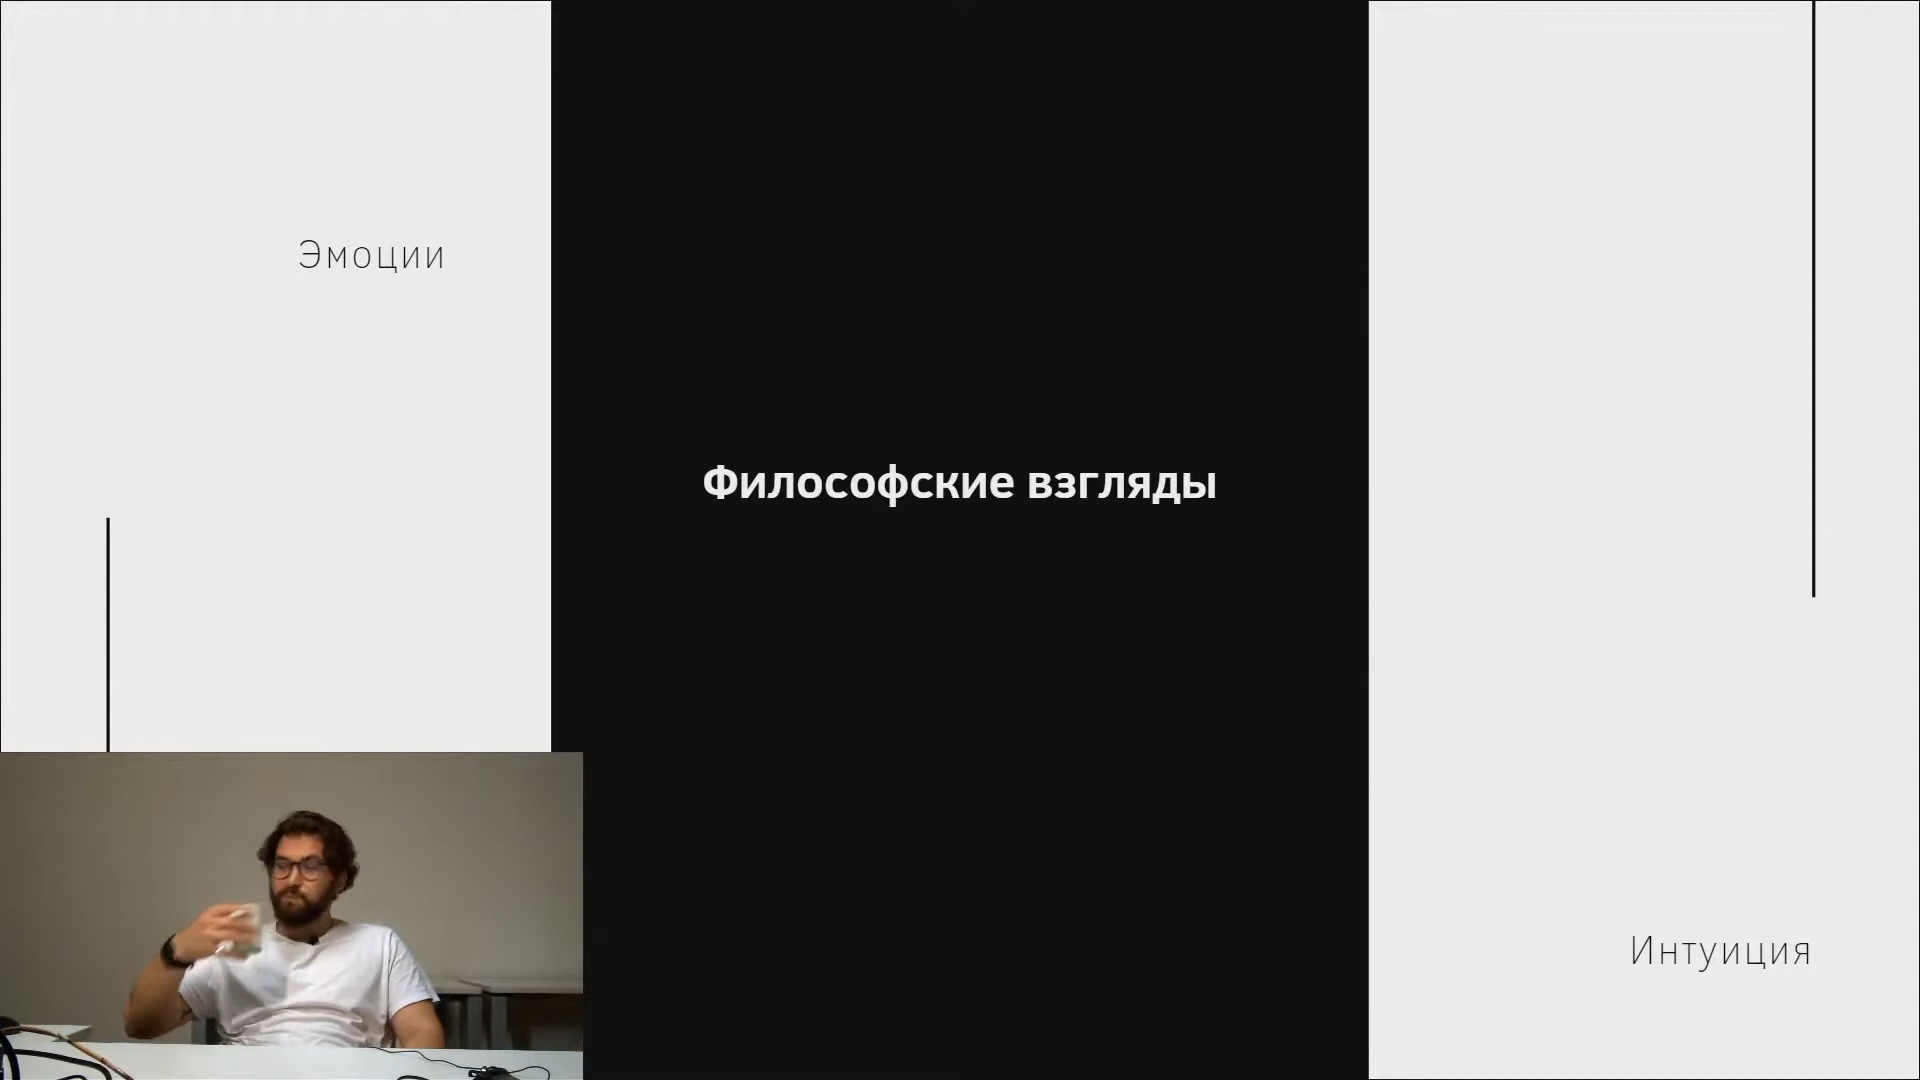 Эмоции
Философские взгляды
Интуиция